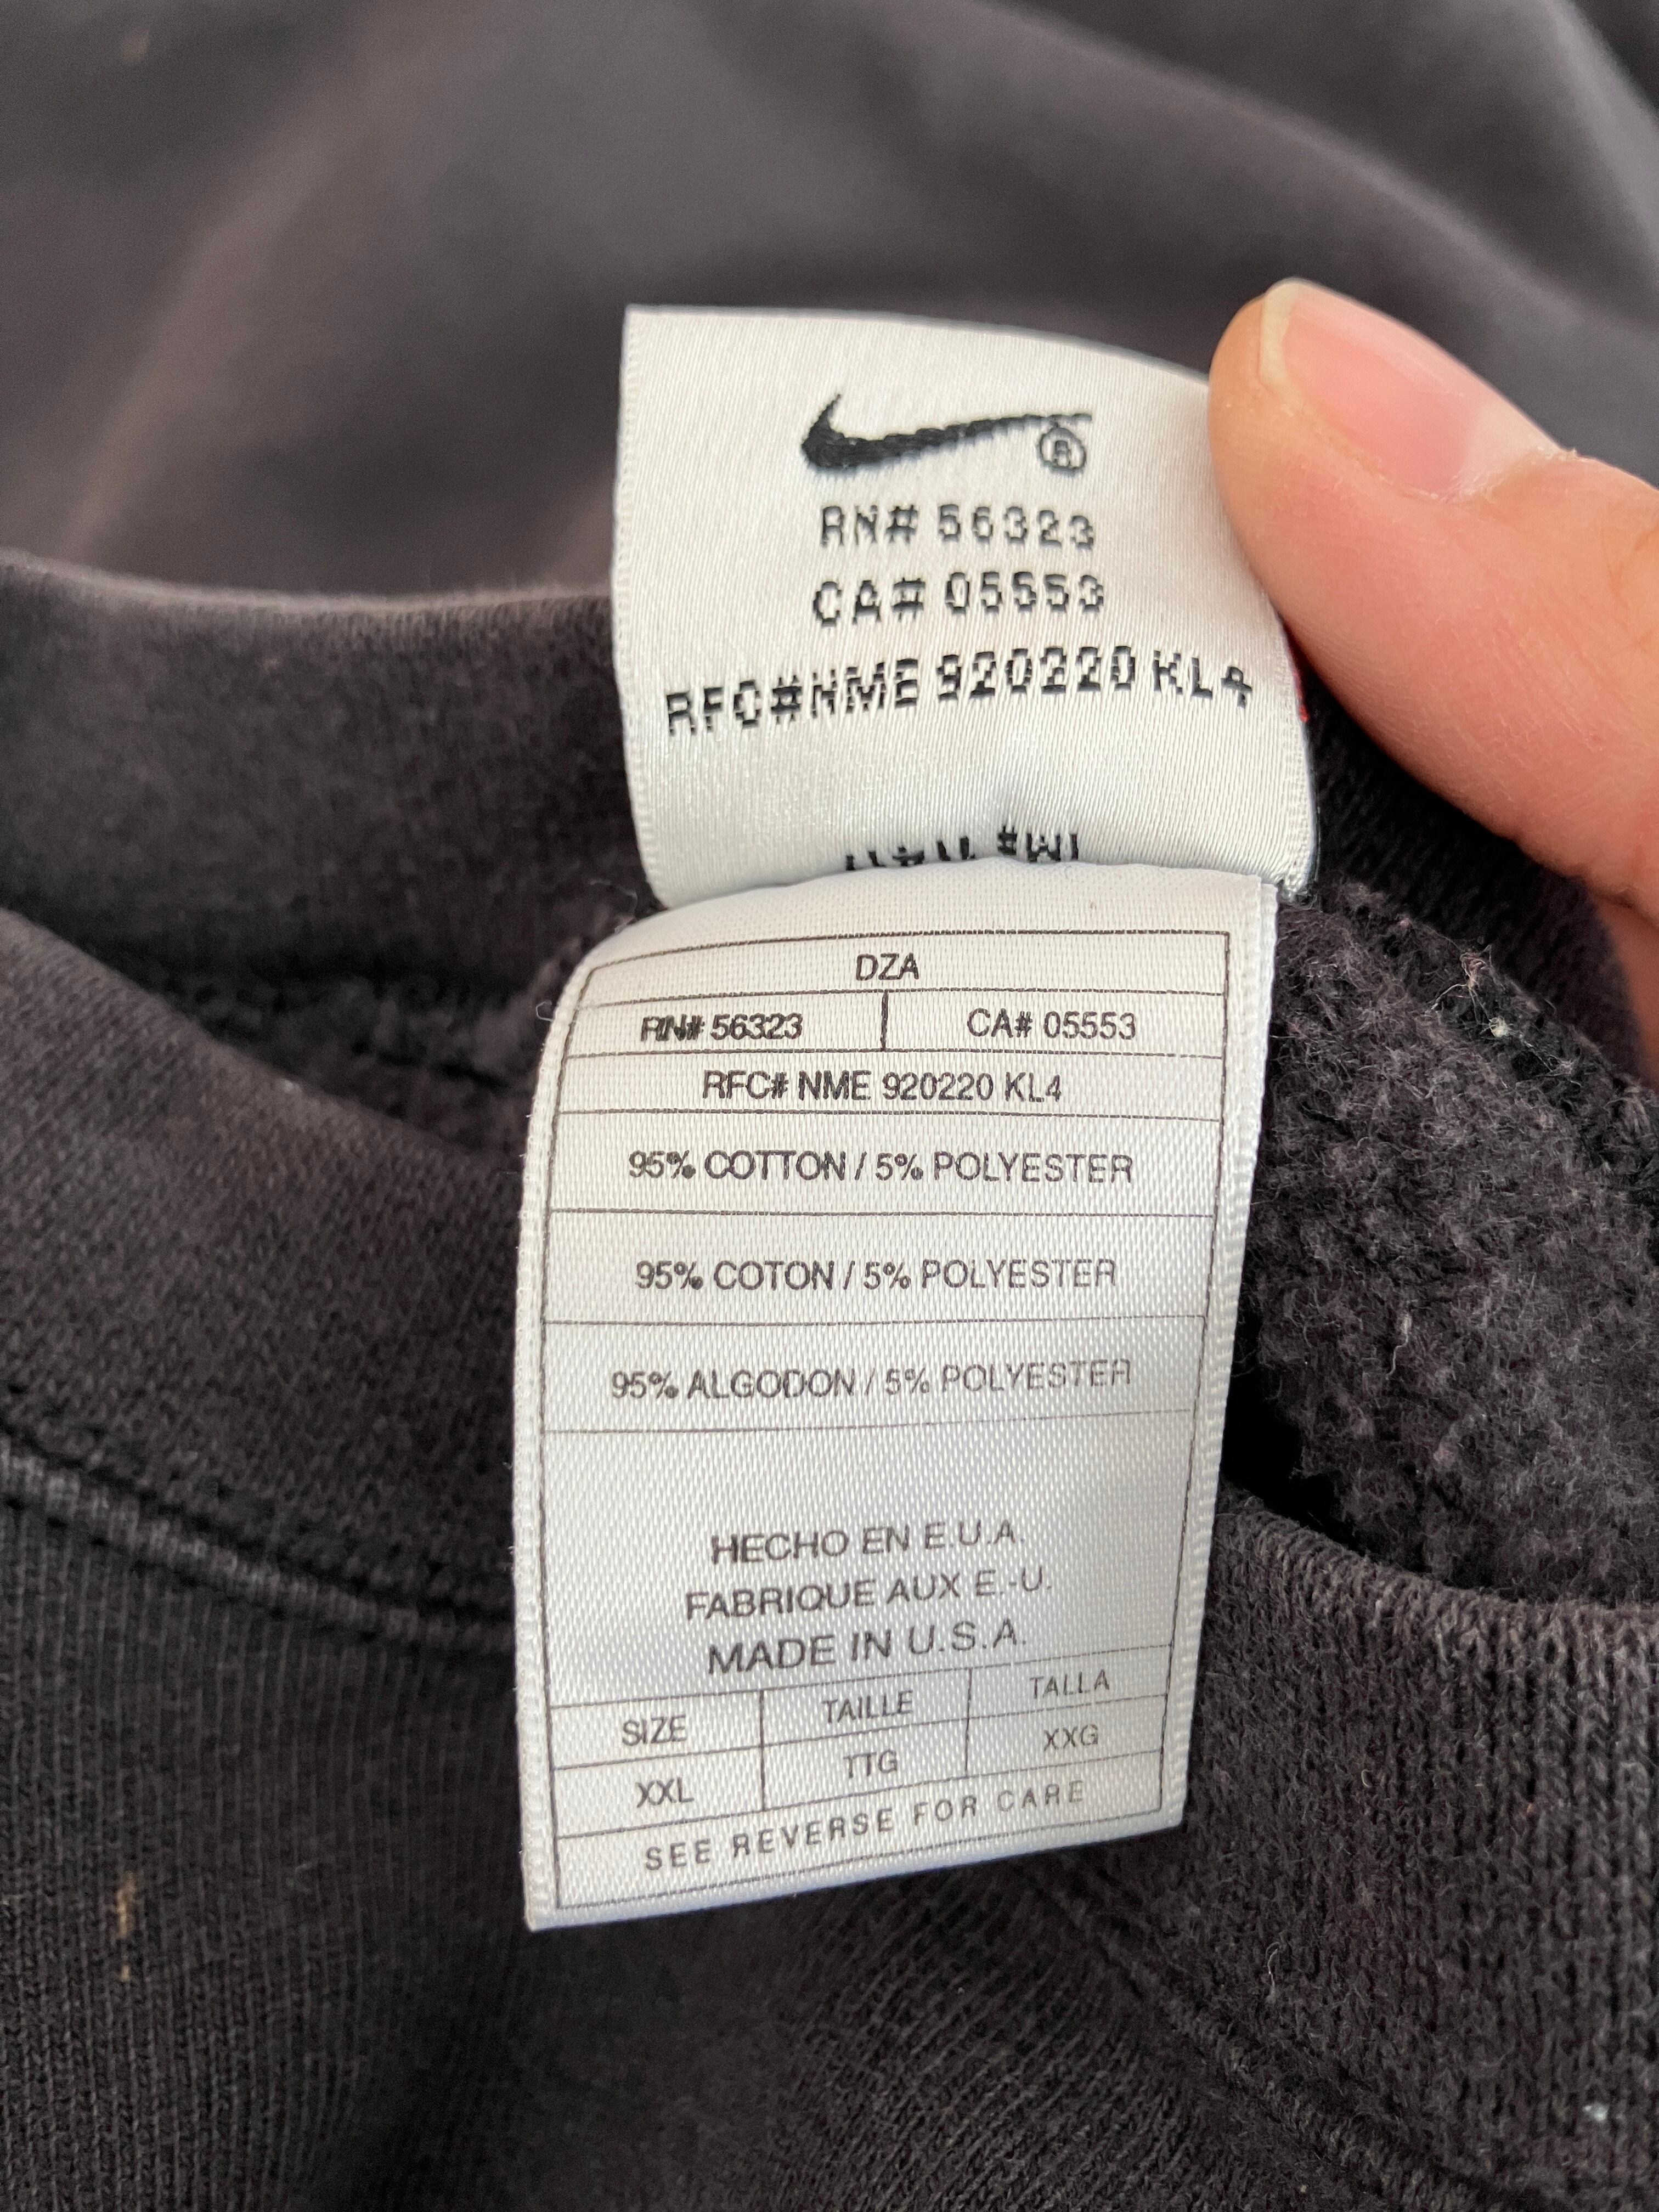 ®
RN# 56323
CA# 05553
RFC#NME 920220 KL4
DZA
RN# 56323 CA# 05553
RFC# NME 920220 KL4
95% COTTON / 5% POLYESTER
95% COTON / 5% POLYESTER
95% ALGODON / 5% POLYESTER
HECHO EN E.U.A.
FABRIQUE AUX E.-U.
MADE IN U.S.A.
SIZE TAILLE TALLA
XXL TTG XXG
SEE REVERSE FOR CARE